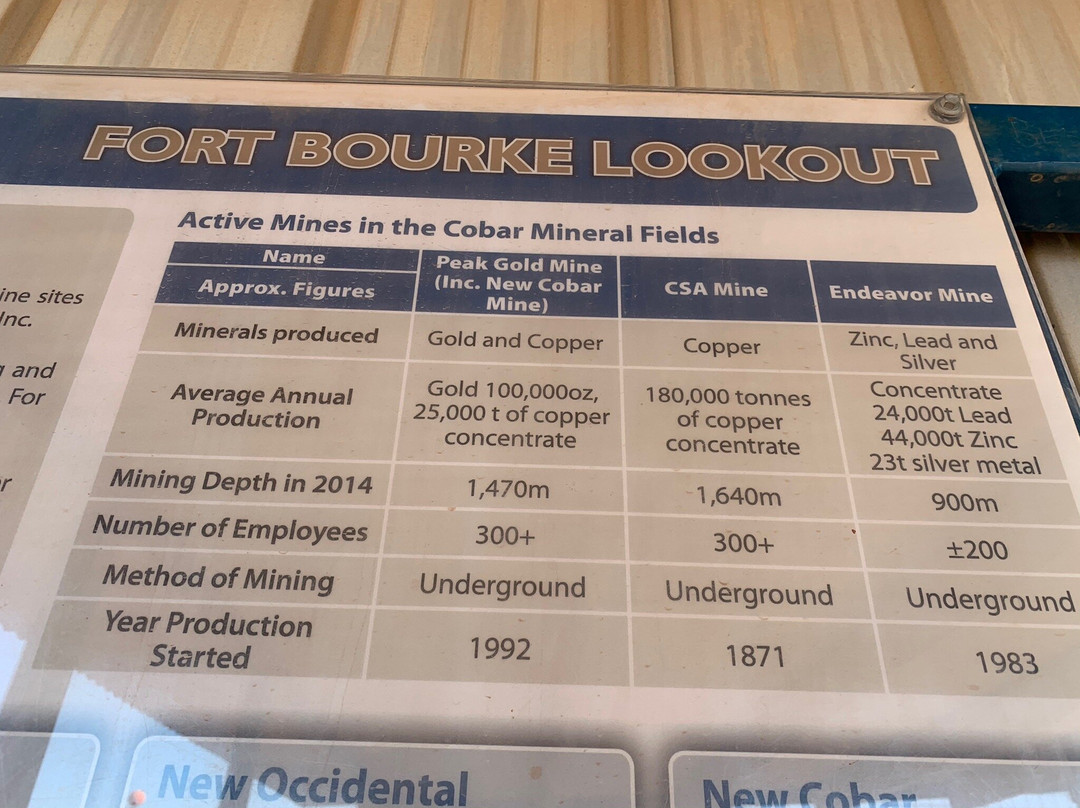 FORT BOURKE LOOKOUT
ine sites
Inc.
and
For
Active Mines in the Cobar Mineral Fields
Name
Approx. Figures
Peak Gold Mine
(Inc. New Cobar
Mine)
CSA Mine
Endeavor Mine
Minerals produced
Gold and Copper
Copper
Zinc, Lead and
Silver
Average Annual
Production
Gold 100,000oz,
25,000 t of copper
concentrate
180,000 tonnes
of copper
concentrate
Concentrate
24,000t Lead
44,000t Zinc
23t silver metal
Mining Depth in 2014
1,470m
1,640m
900m
Number of Employees
300+
300+
±200
Method of Mining
Underground
Underground
Underground
Year Production
Started
1992
1871
1983
New Occidental
New Cobar